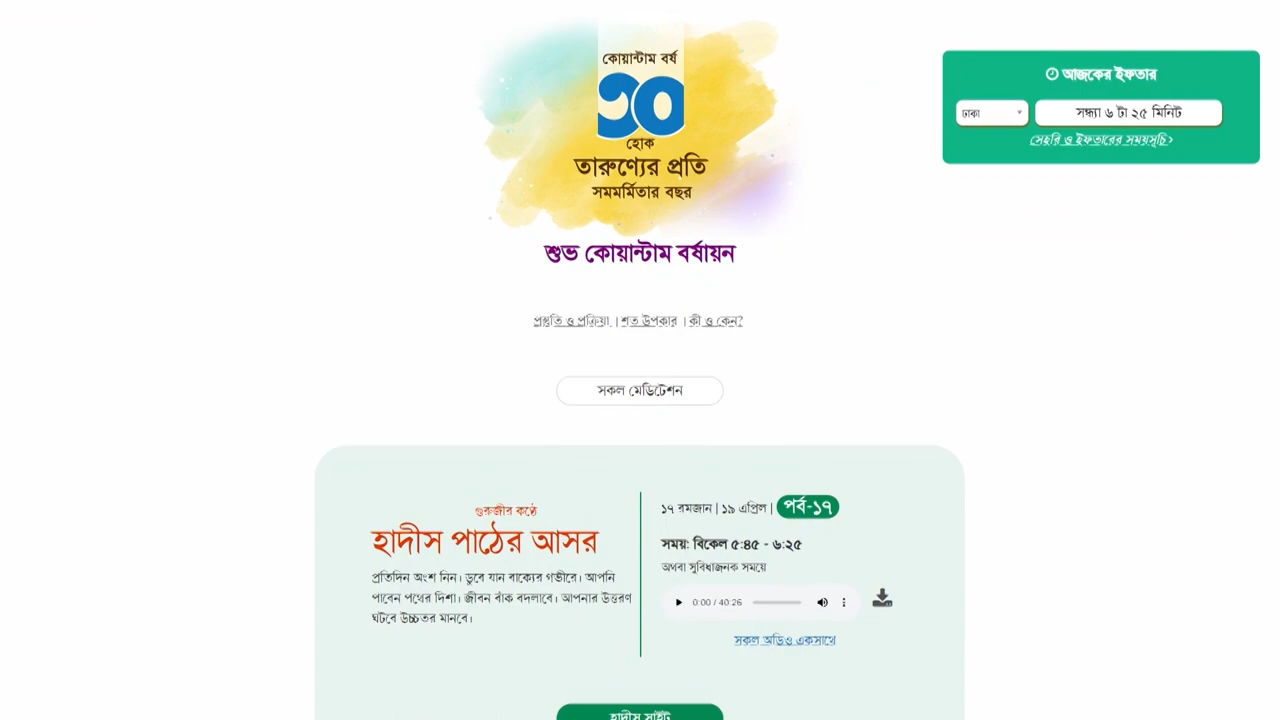 কোয়ান্টাম বর্ষ
৩০
হোক
তারুণ্যের প্রতি
সমমর্মিতার বছর
শুভ কোয়ান্টাম বর্ষায়ন
আজকের ইফতার
ঢাকা সন্ধ্যা ৬ টা ২৫ মিনিট
সেহরি ও ইফতারের সময়সূচি ›
প্রস্তুতি ও প্রক্রিয়া । শত উপকার । কী ও কেন?
সকল মেডিটেশন
গুরুজীর কণ্ঠে
হাদীস পাঠের আসর
প্রতিদিন অংশ নিন। ডুবে যান বাক্যের গভীরে। আপনি
পাবেন পথের দিশা। জীবন বাঁক বদলাবে। আপনার উত্তরণ
ঘটবে উচ্চতর মানবে।
১৭ রমজান | ১৯ এপ্রিল | পর্ব-১৭
সময়: বিকেল ৫:৪৫ - ৬:২৫
অথবা সুবিধাজনক সময়ে
0:00 / 40:26
সকল অডিও একসাথে
হাদীস সাইট